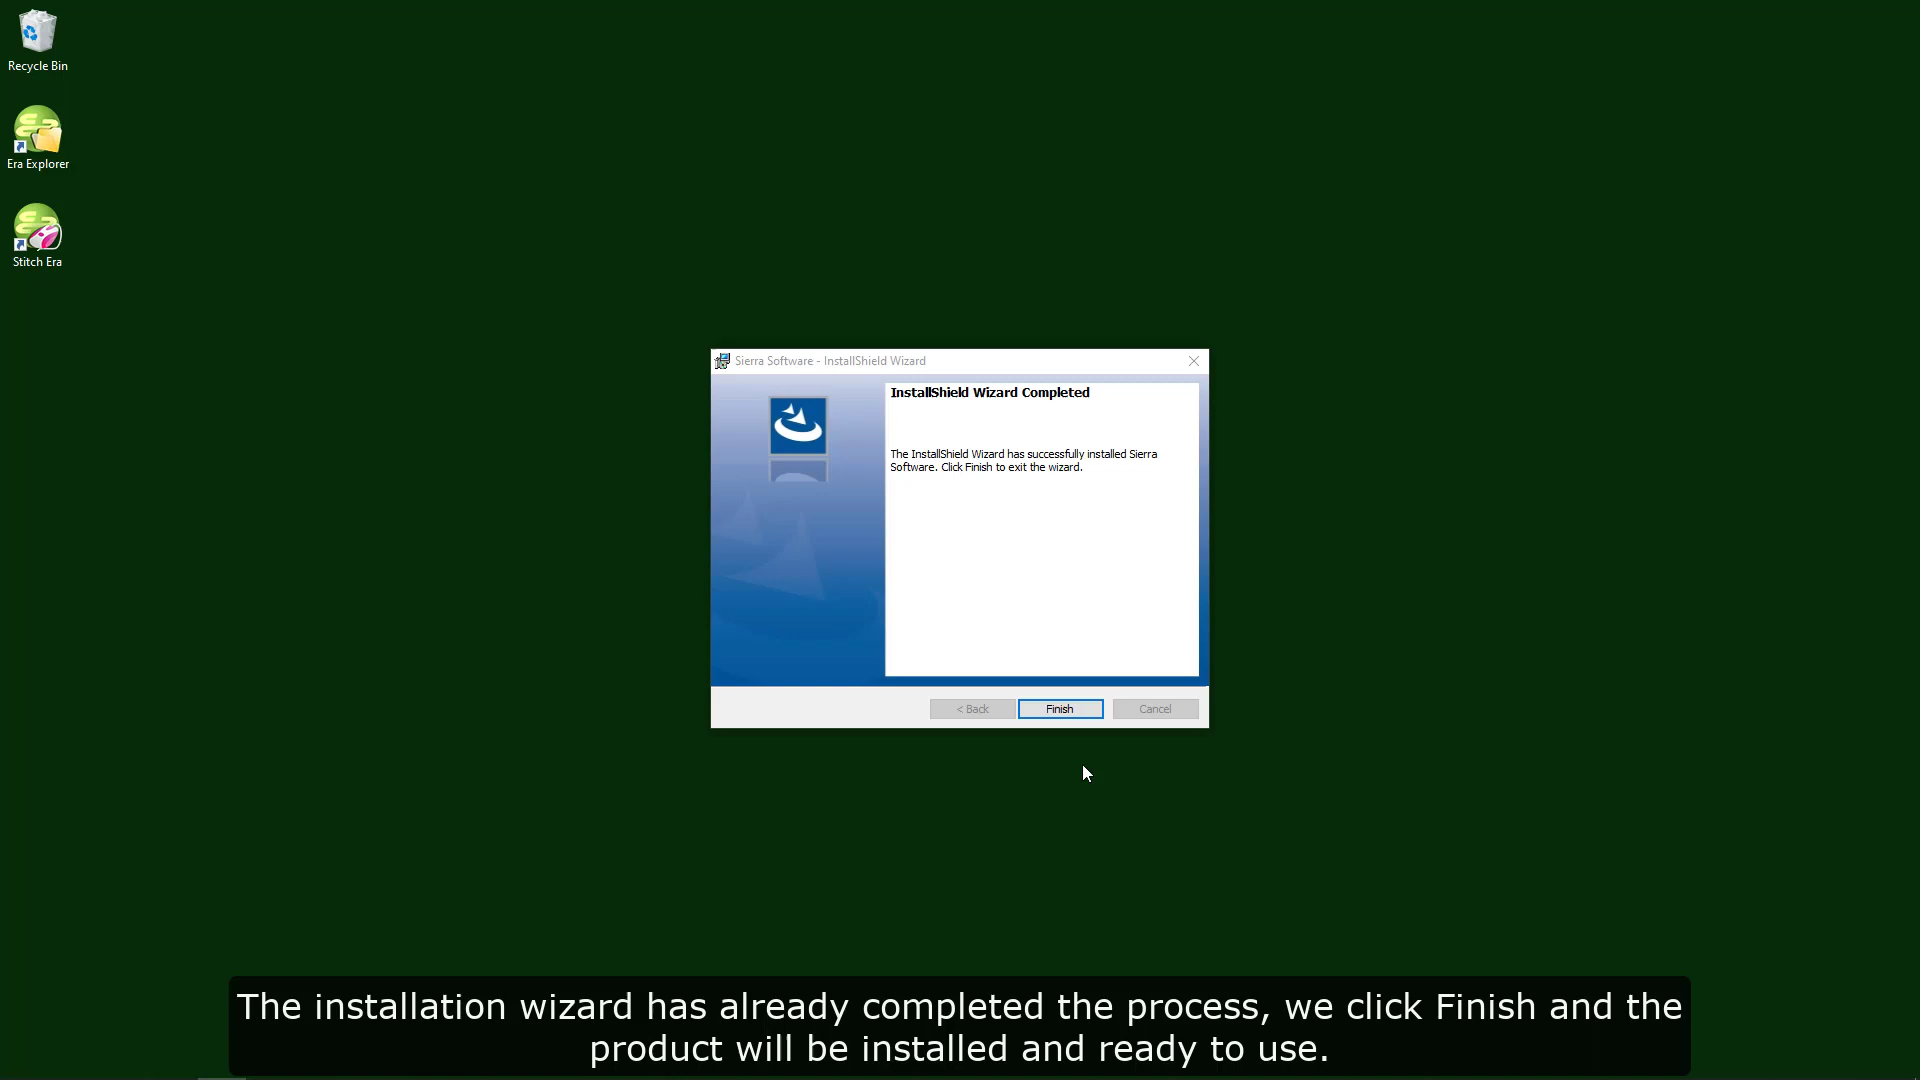 Recycle Bin
Era Explorer
Stitch Era
Sierra Software - InstallShield Wizard
InstallShield Wizard Completed
The InstallShield Wizard has successfully installed Sierra
Software. Click Finish to exit the wizard.
< Back
Finish
Cancel
The installation wizard has already completed the process, we click Finish and the
product will be installed and ready to use.